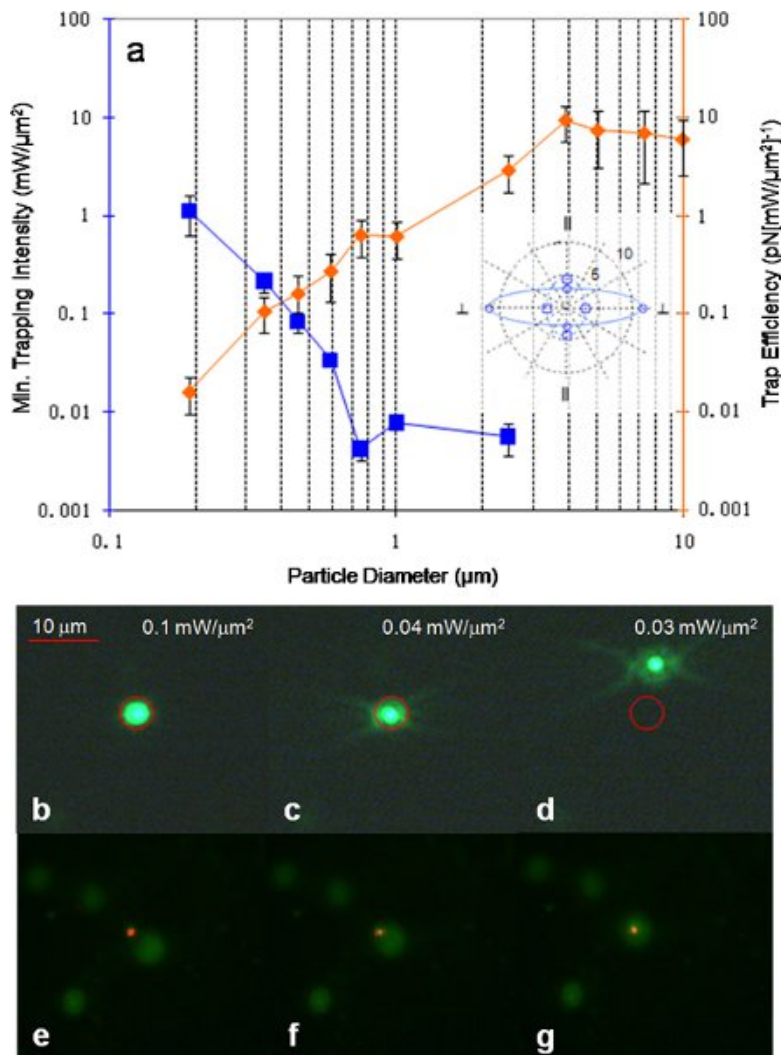 a
100
10
1
0.1
0.01
0.001
Min. Trapping Intensity (mW/µm²)
100
10
1
0.1
0.01
0.001
Trap Efficiency (pN[mW/µm²]⁻¹)
||
10
5
⊥
⊥
||
0.1
1
10
Particle Diameter (µm)
10 µm
0.1 mW/µm²
0.04 mW/µm²
0.03 mW/µm²
b
c
d
e
f
g